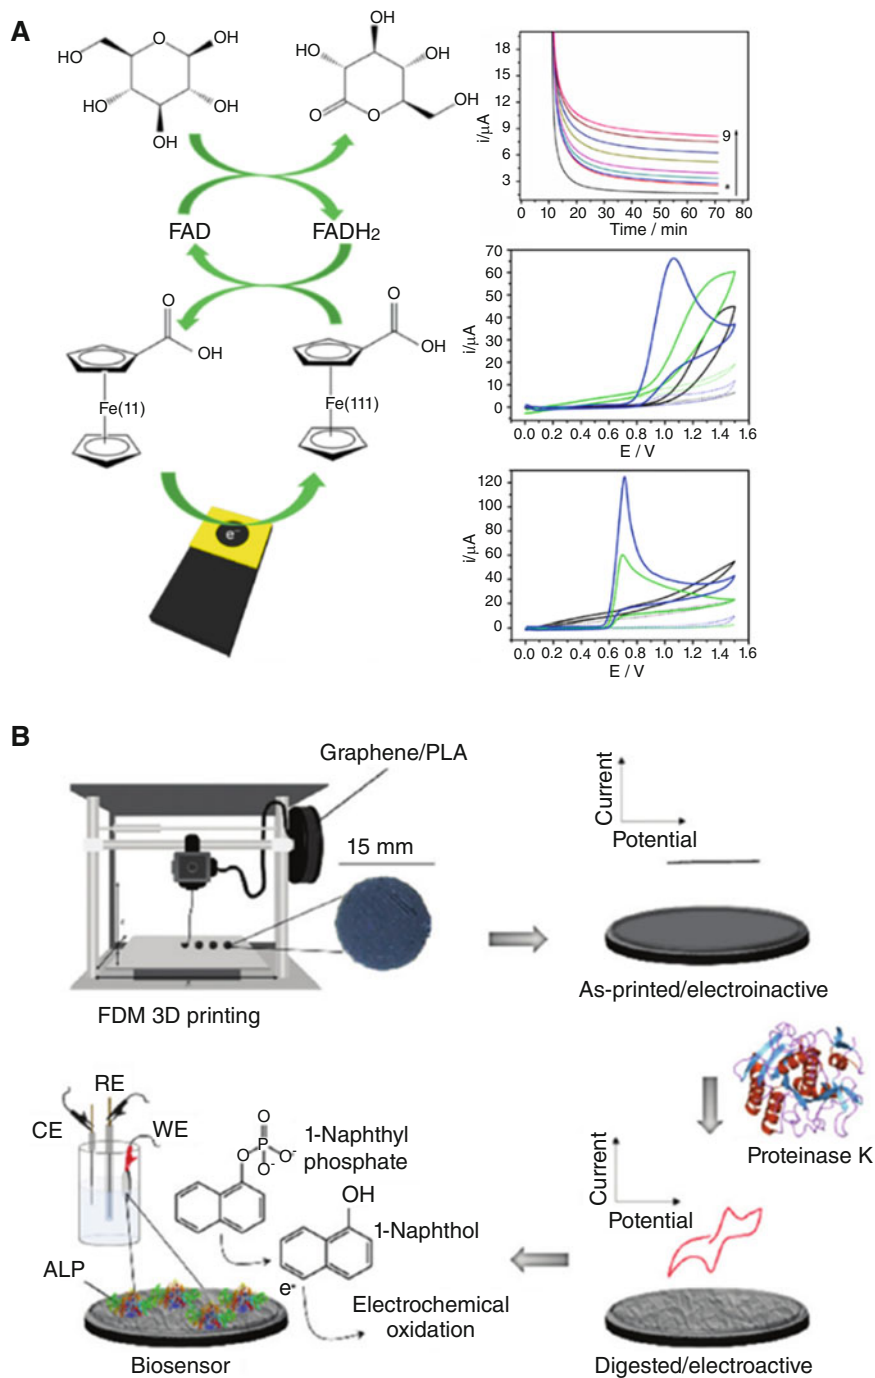 A
HO
O
OH
HO
OH
OH
OH
HO
OH
O
O
OH
FAD
FADH2
O
OH
Fe(11)
O
OH
Fe(111)
e-
i/μA
18
15
12
9
6
3
9
*
0 10 20 30 40 50 60 70 80
Time / min
i/μA
70
60
50
40
30
20
10
0
0.0 0.2 0.4 0.6 0.8 1.0 1.2 1.4 1.6
E / V
i/μA
120
100
80
60
40
20
0
0.0 0.2 0.4 0.6 0.8 1.0 1.2 1.4 1.6
E / V
B
Graphene/PLA
15 mm
FDM 3D printing
Current
Potential
As-printed/electroinactive
Proteinase K
Current
Potential
Digested/electroactive
RE
CE
WE
O
P
O
O-
O-
1-Naphthyl
phosphate
OH
1-Naphthol
e*
Electrochemical
oxidation
ALP
Biosensor